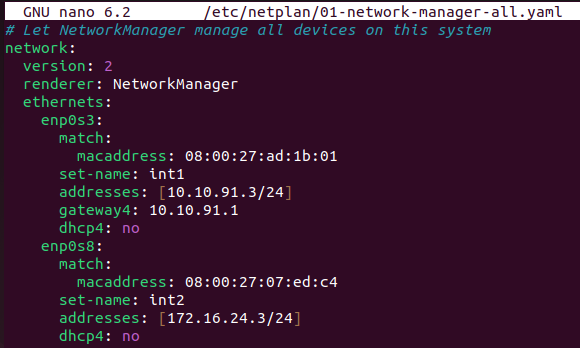 GNU nano 6.2        /etc/netplan/01-network-manager-all.yaml
# Let NetworkManager manage all devices on this system
network:
  version: 2
  renderer: NetworkManager
  ethernets:
    enp0s3:
      match:
        macaddress: 08:00:27:ad:1b:01
      set-name: int1
      addresses: [10.10.91.3/24]
      gateway4: 10.10.91.1
      dhcp4: no
    enp0s8:
      match:
        macaddress: 08:00:27:07:ed:c4
      set-name: int2
      addresses: [172.16.24.3/24]
      dhcp4: no